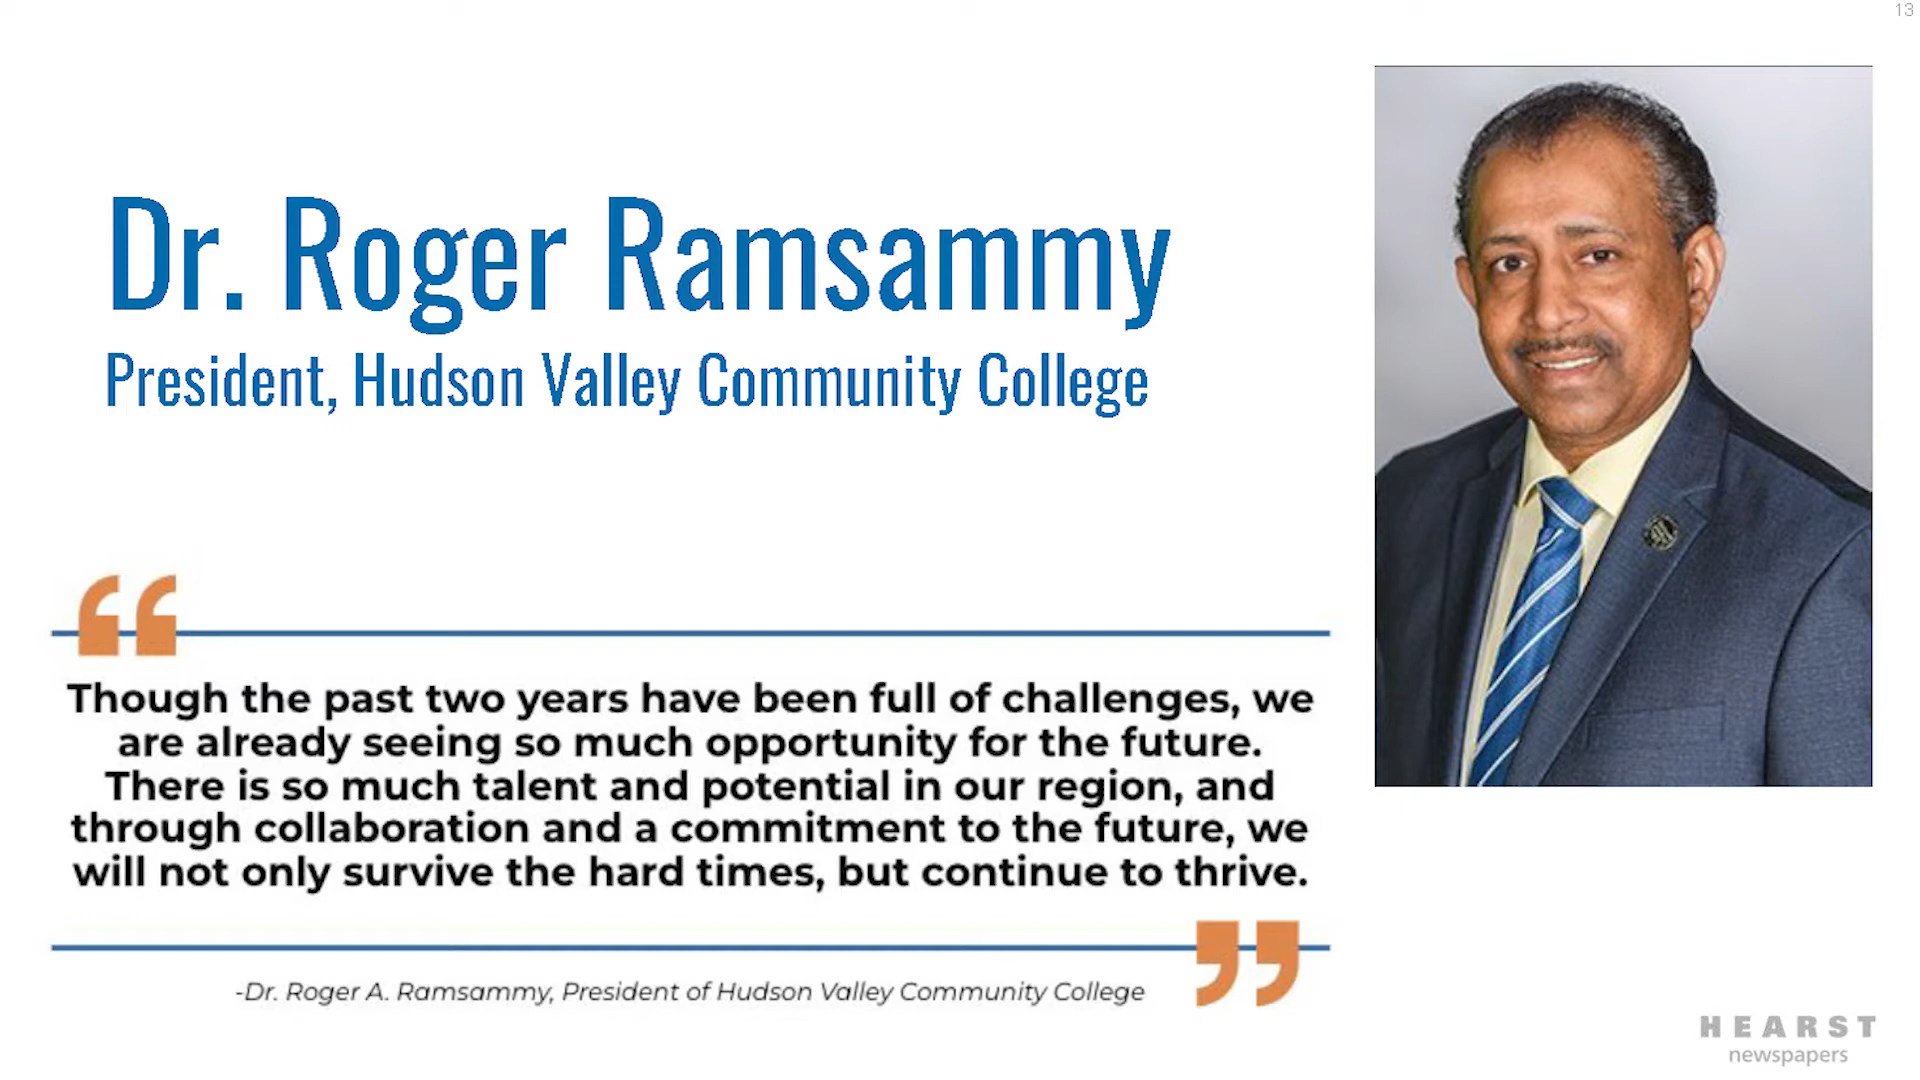 13
Dr. Roger Ramsammy
President, Hudson Valley Community College
“
Though the past two years have been full of challenges, we
are already seeing so much opportunity for the future.
There is so much talent and potential in our region, and
through collaboration and a commitment to the future, we
will not only survive the hard times, but continue to thrive.
”
-Dr. Roger A. Ramsammy, President of Hudson Valley Community College
HEARST
newspapers